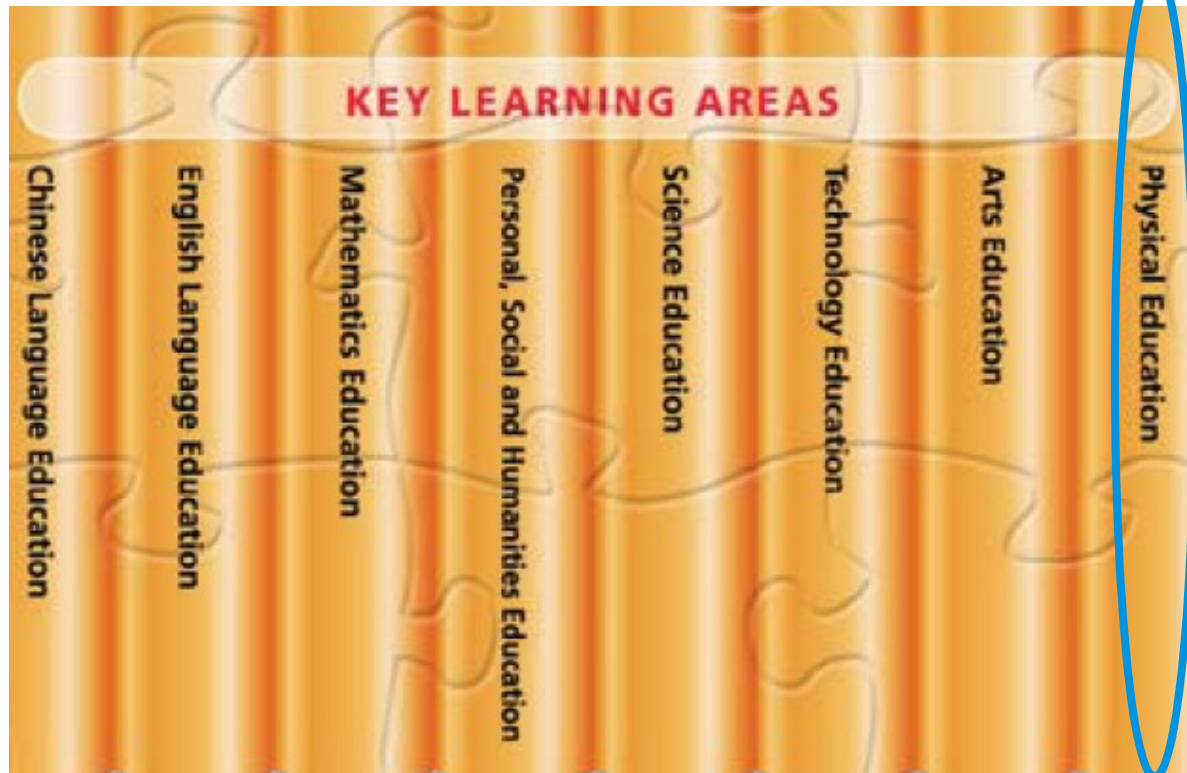 KEY LEARNING AREAS
Chinese Language Education
English Language Education
Mathematics Education
Personal, Social and Humanities Education
Science Education
Technology Education
Arts Education
Physical Education